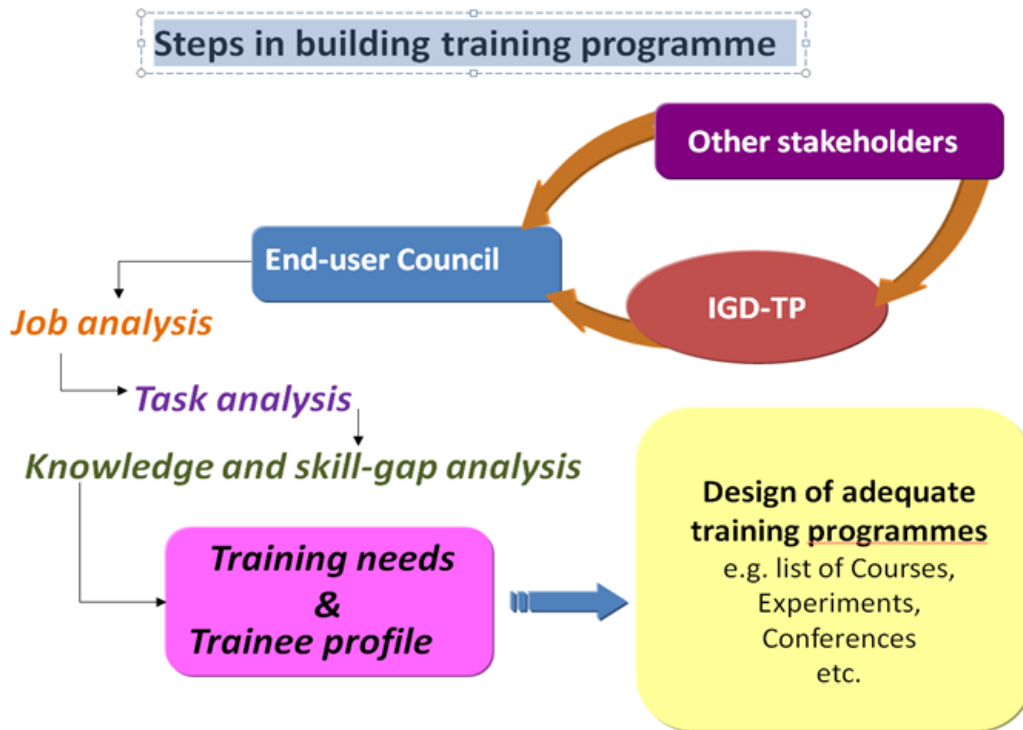 Steps in building training programme
Other stakeholders
End-user Council
IGD-TP
Job analysis
Task analysis
Knowledge and skill-gap analysis
Training needs
&
Trainee profile
Design of adequate
training programmes
e.g. list of Courses,
Experiments,
Conferences
etc.